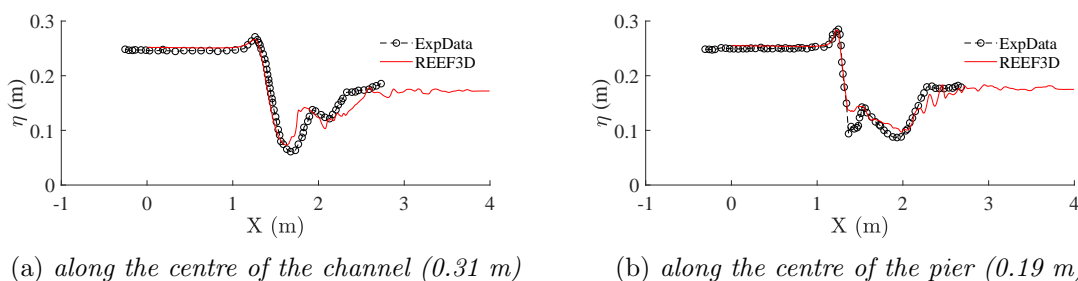 0.3
0.2
0.1
0
η (m)
-1 0 1 2 3 4
X (m)
ExpData
REEF3D
(a) along the centre of the channel (0.31 m)
0.3
0.2
0.1
0
η (m)
-1 0 1 2 3 4
X (m)
ExpData
REEF3D
(b) along the centre of the pier (0.19 m)